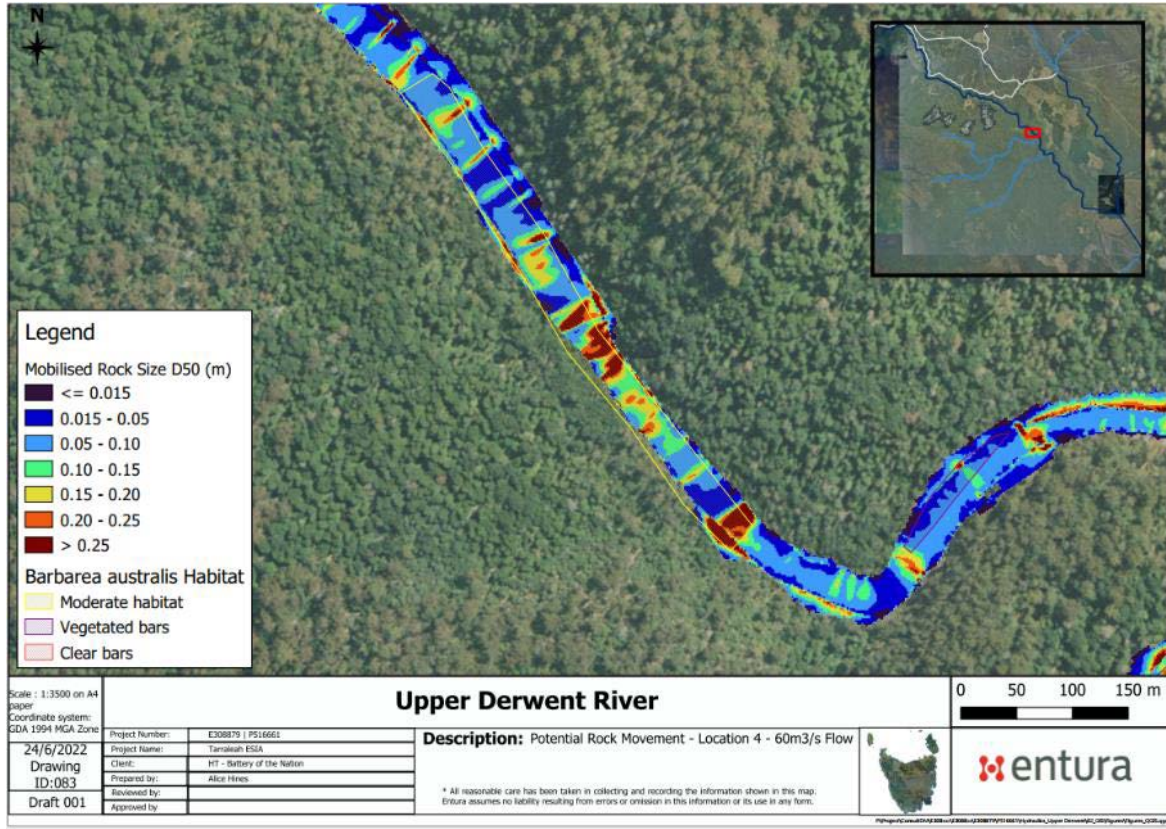 N
Legend
Mobilised Rock Size D50 (m)
<= 0.015
0.015 - 0.05
0.05 - 0.10
0.10 - 0.15
0.15 - 0.20
0.20 - 0.25
> 0.25
Barbarea australis Habitat
Moderate habitat
Vegetated bars
Clear bars
Scale : 1:3500 on A4
paper
Coordinate system:
GDA 1994 MGA Zone
24/6/2022
Drawing
ID:083
Draft 001
Upper Derwent River
Project Number: E308879 | P516661
Project Name: Tarraleah ESIA
Client: HT - Battery of the Nation
Prepared by: Alice Hines
Reviewed by:
Approved by
Description: Potential Rock Movement - Location 4 - 60m3/s Flow
* All reasonable care has been taken in collecting and recording the information shown in this map.
Entura assumes no liability resulting from errors or omission in this information or its use in any form.
0 50 100 150 m
entura